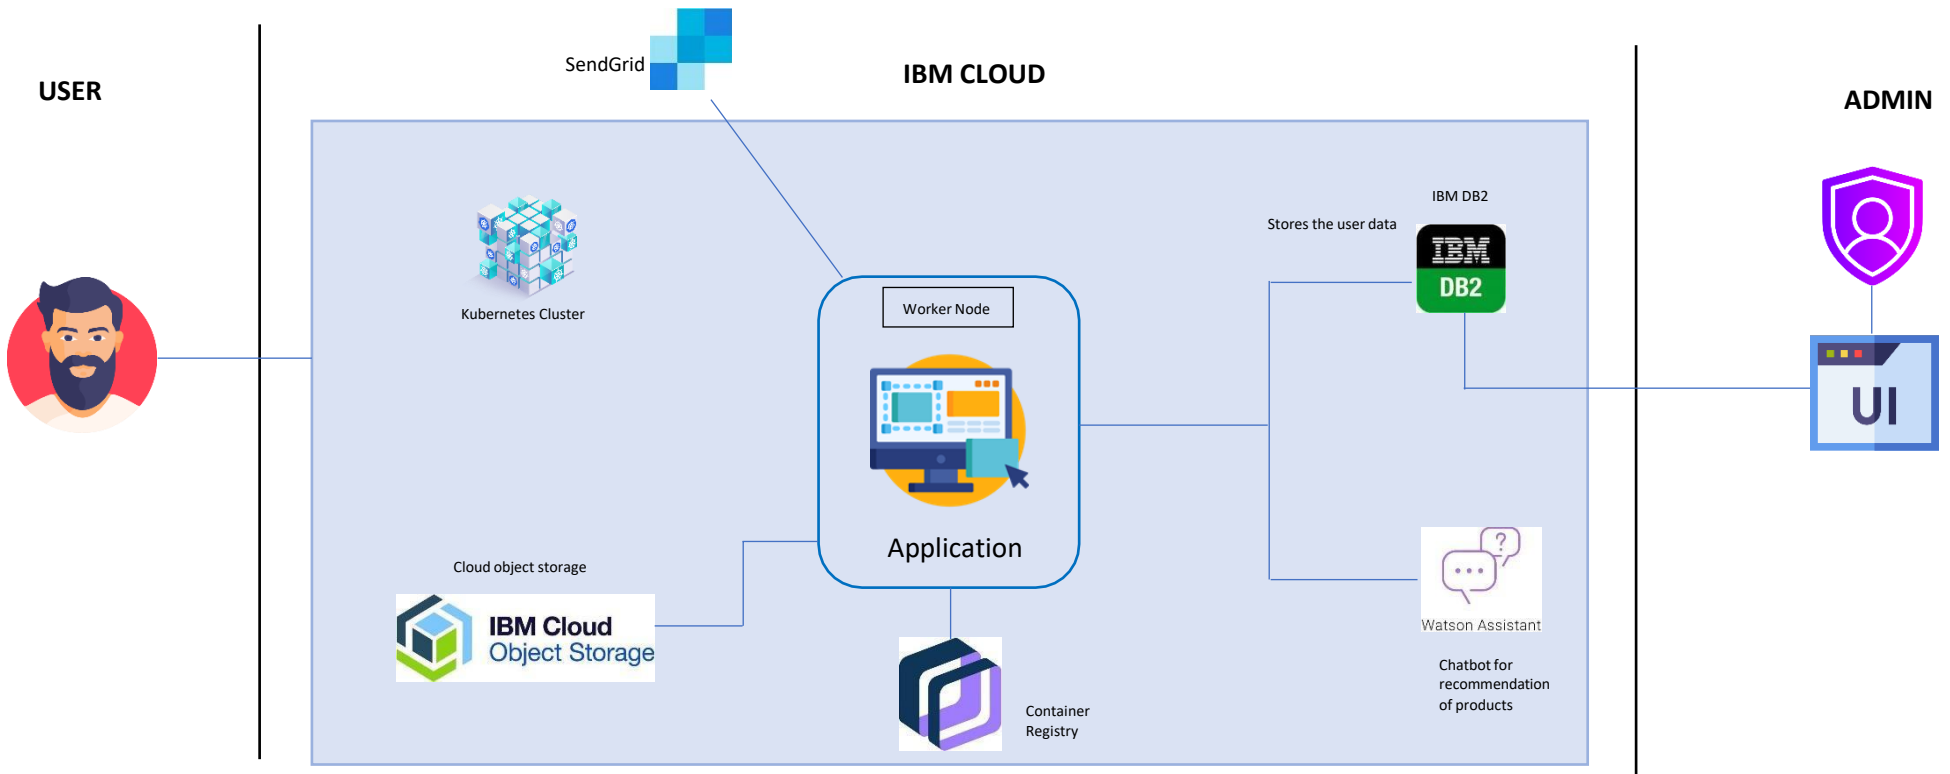 USER
SendGrid
IBM CLOUD
ADMIN
Kubernetes Cluster
Worker Node
Application
Stores the user data
IBM DB2
IBM
DB2
UI
Cloud object storage
IBM Cloud
Object Storage
Container
Registry
Watson Assistant
Chatbot for
recommendation
of products
?